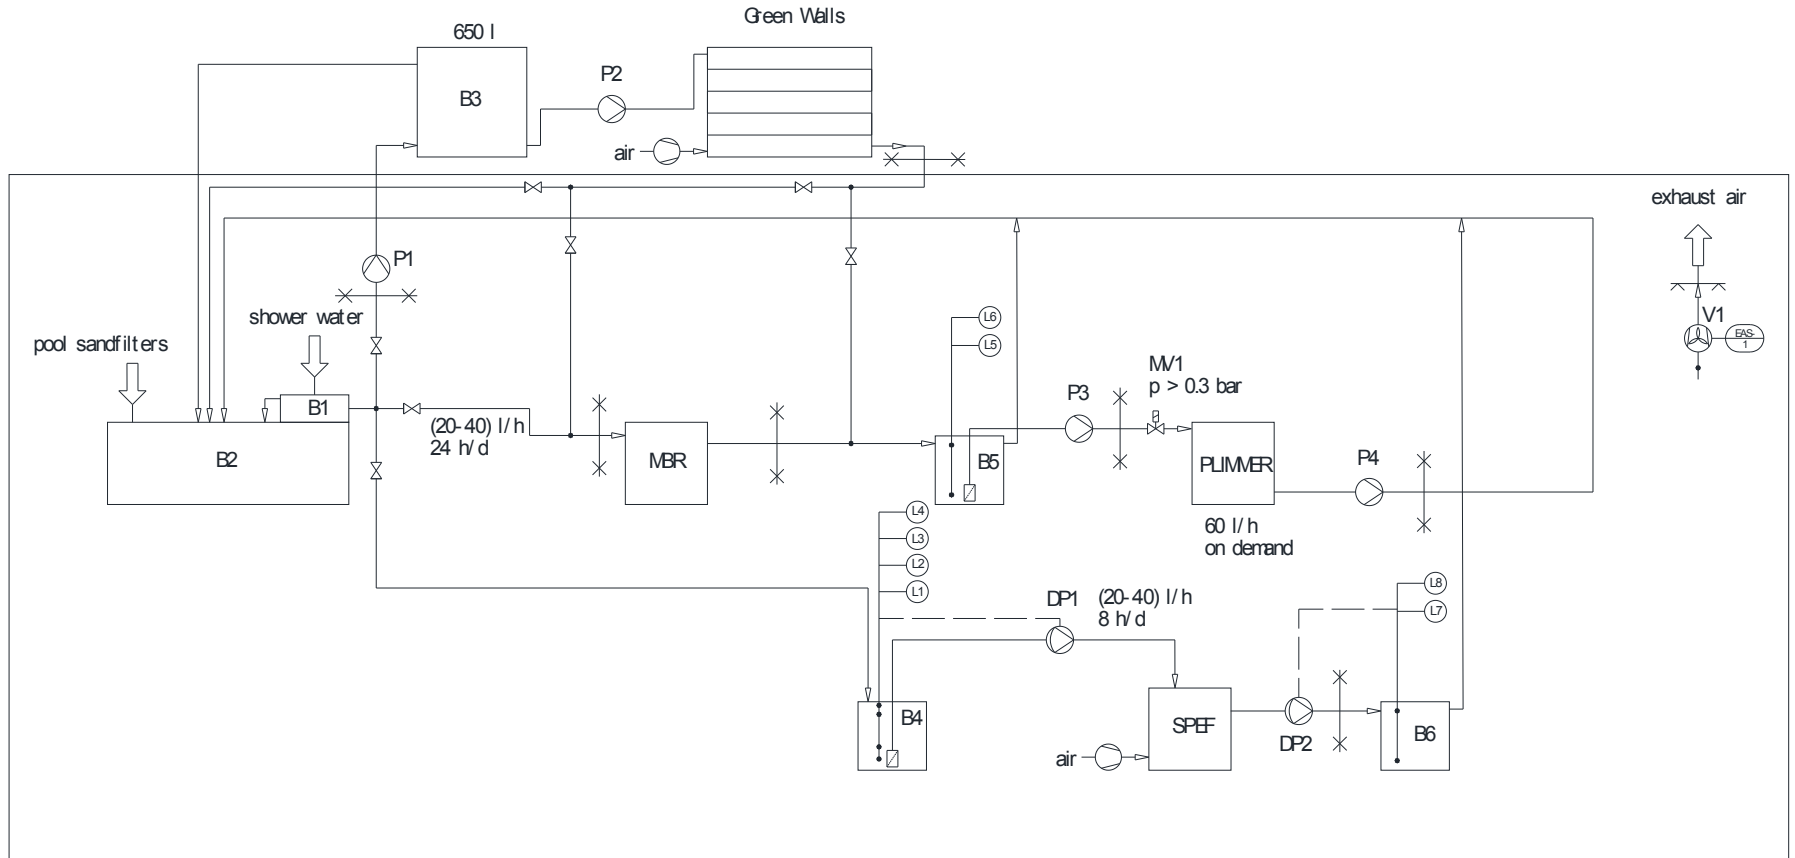 Green Walls
650 l
P2
B3
air
exhaust air
P1
V1
EAS-
1
shower water
pool sandfilters
L6
L5
MV1
p > 0.3 bar
P3
B1
(20-40) l/h
24 h/d
B2
MBR
B5
PLIMMER
P4
60 l/h
on demand
L4
L3
L2
L1
DP1
(20-40) l/h
8 h/d
L8
L7
B4
SPEF
DP2
B6
air